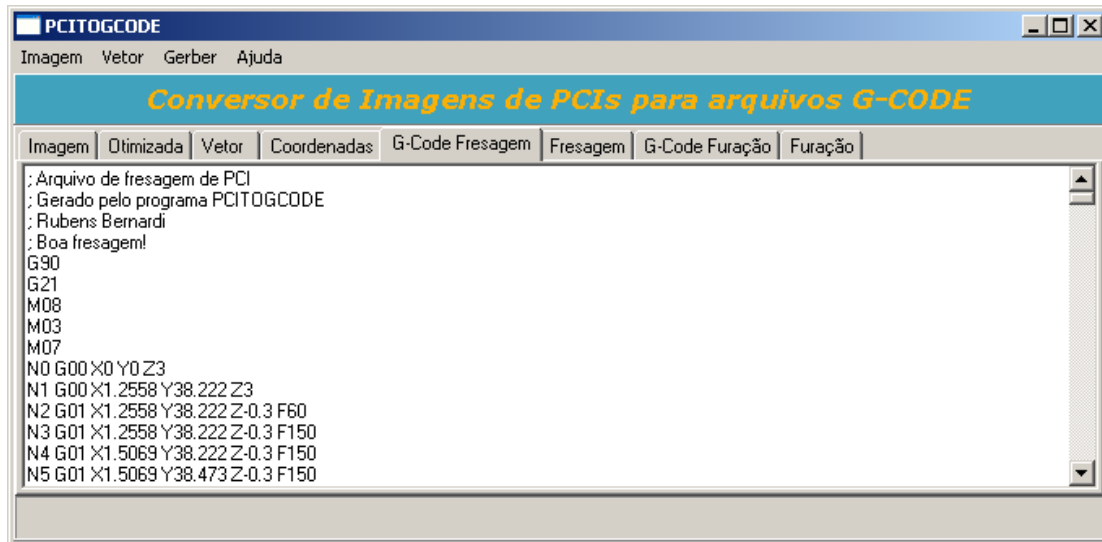 PCITOGCODE
Imagem Vetor Gerber Ajuda
Conversor de Imagens de PCIs para arquivos G-CODE
Imagem Otimizada Vetor Coordenadas G-Code Fresagem Fresagem G-Code Furação Furação
; Arquivo de fresagem de PCI
; Gerado pelo programa PCITOGCODE
; Rubens Bernardi
; Boa fresagem!
G90
G21
M08
M03
M07
N0 G00 X0 Y0 Z3
N1 G00 X1.2558 Y38.222 Z3
N2 G01 X1.2558 Y38.222 Z-0.3 F60
N3 G01 X1.2558 Y38.222 Z-0.3 F150
N4 G01 X1.5069 Y38.222 Z-0.3 F150
N5 G01 X1.5069 Y38.473 Z-0.3 F150